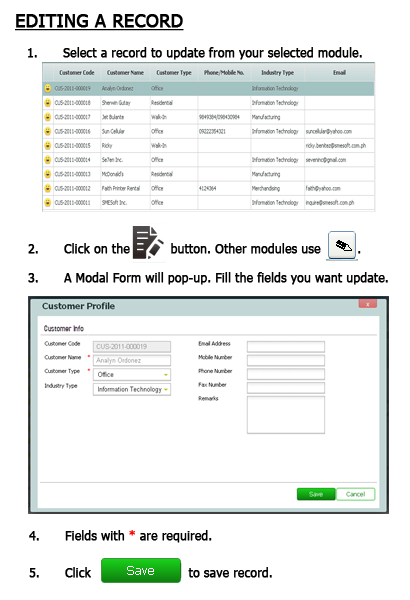 EDITING A RECORD
1. Select a record to update from your selected module.
Customer Code Customer Name Customer Type Phone/Mobile No. Industry Type Email
CUS-2011-000019 Analyn Ordonez Office Information Technology
CUS-2011-000018 Sherwin Gutay Residential Information Technology
CUS-2011-000017 Jet Bulante Walk-In 9849384/098430984 Manufacturing
CUS-2011-000016 Sun Cellular Office 09222354321 Information Technology suncellular@yahoo.com
CUS-2011-000015 Ricky Walk-In ricky.benitez@smesoft.com.ph
CUS-2011-000014 Se7en Inc. Office Information Technology seveninc@gmail.com
CUS-2011-000013 McDonald's Residential Manufacturing
CUS-2011-000012 Faith Printer Rental Office 4124364 Merchandising faith@yahoo.com
CUS-2011-000011 SMESoft Inc. Office Information Technology inquire@smesoft.com.ph
2. Click on the button. Other modules use .
3. A Modal Form will pop-up. Fill the fields you want update.
Customer Profile x
Customer Info
Customer Code CUS-2011-000019 Email Address
Customer Name * Analyn Ordonez Mobile Number
Customer Type * Office Phone Number
Industry Type Information Technology Fax Number
Remarks
Save Cancel
4. Fields with * are required.
5. Click Save to save record.